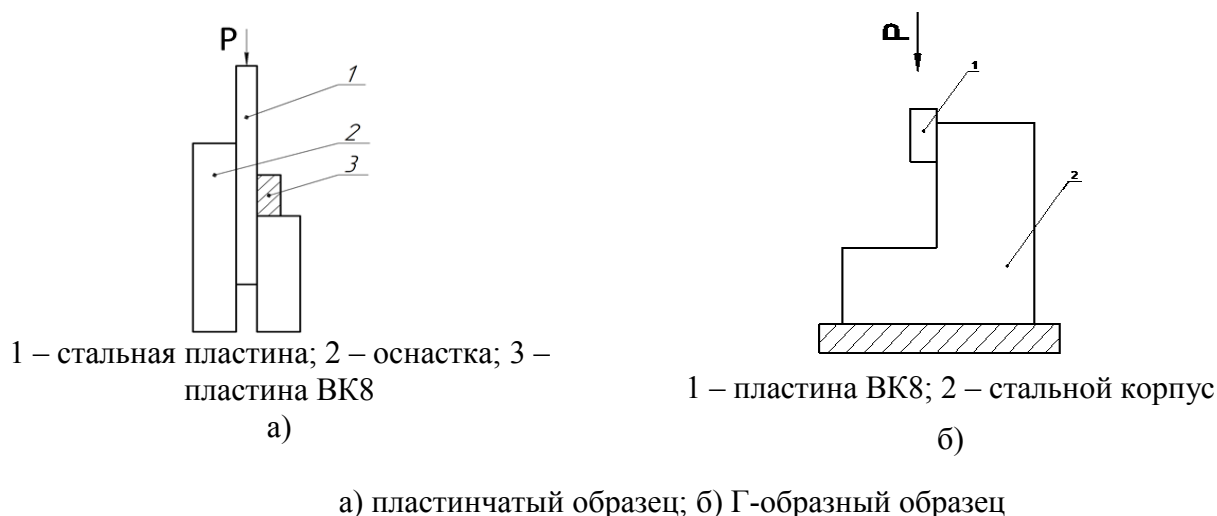 P
1
2
3
1 – стальная пластина; 2 – оснастка; 3 –
пластина ВК8
а)
P
1
2
1 – пластина ВК8; 2 – стальной корпус
б)
а) пластинчатый образец; б) Г-образный образец